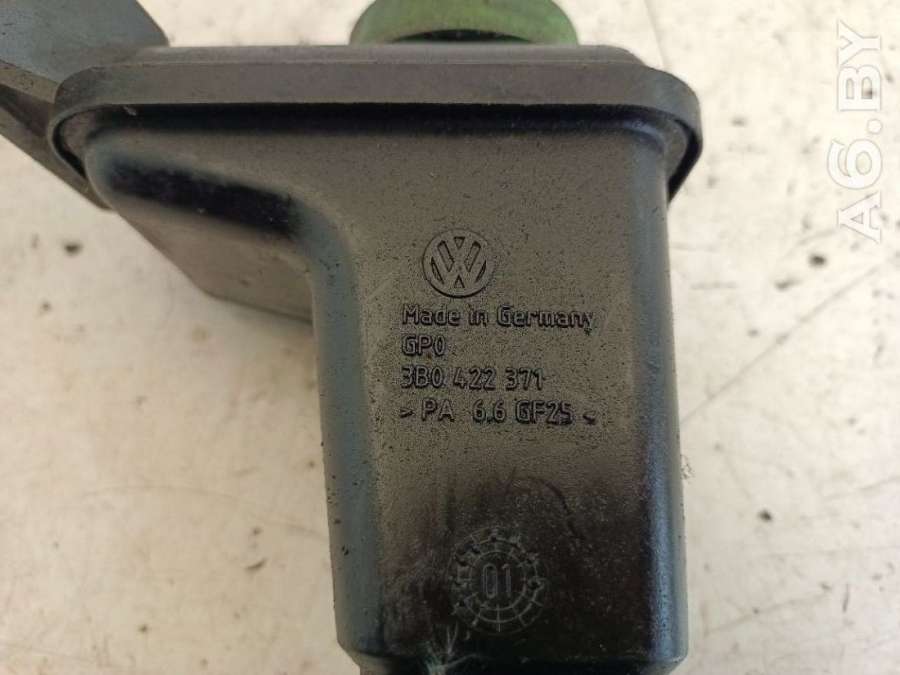 Made in Germany
GP0
3B0 422 371
> PA 6.6 GF25 <
01
A6.BY